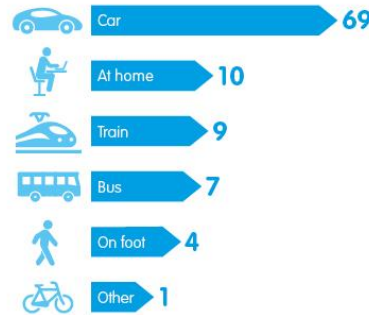 Car 69
At home 10
Train 9
Bus 7
On foot 4
Other 1